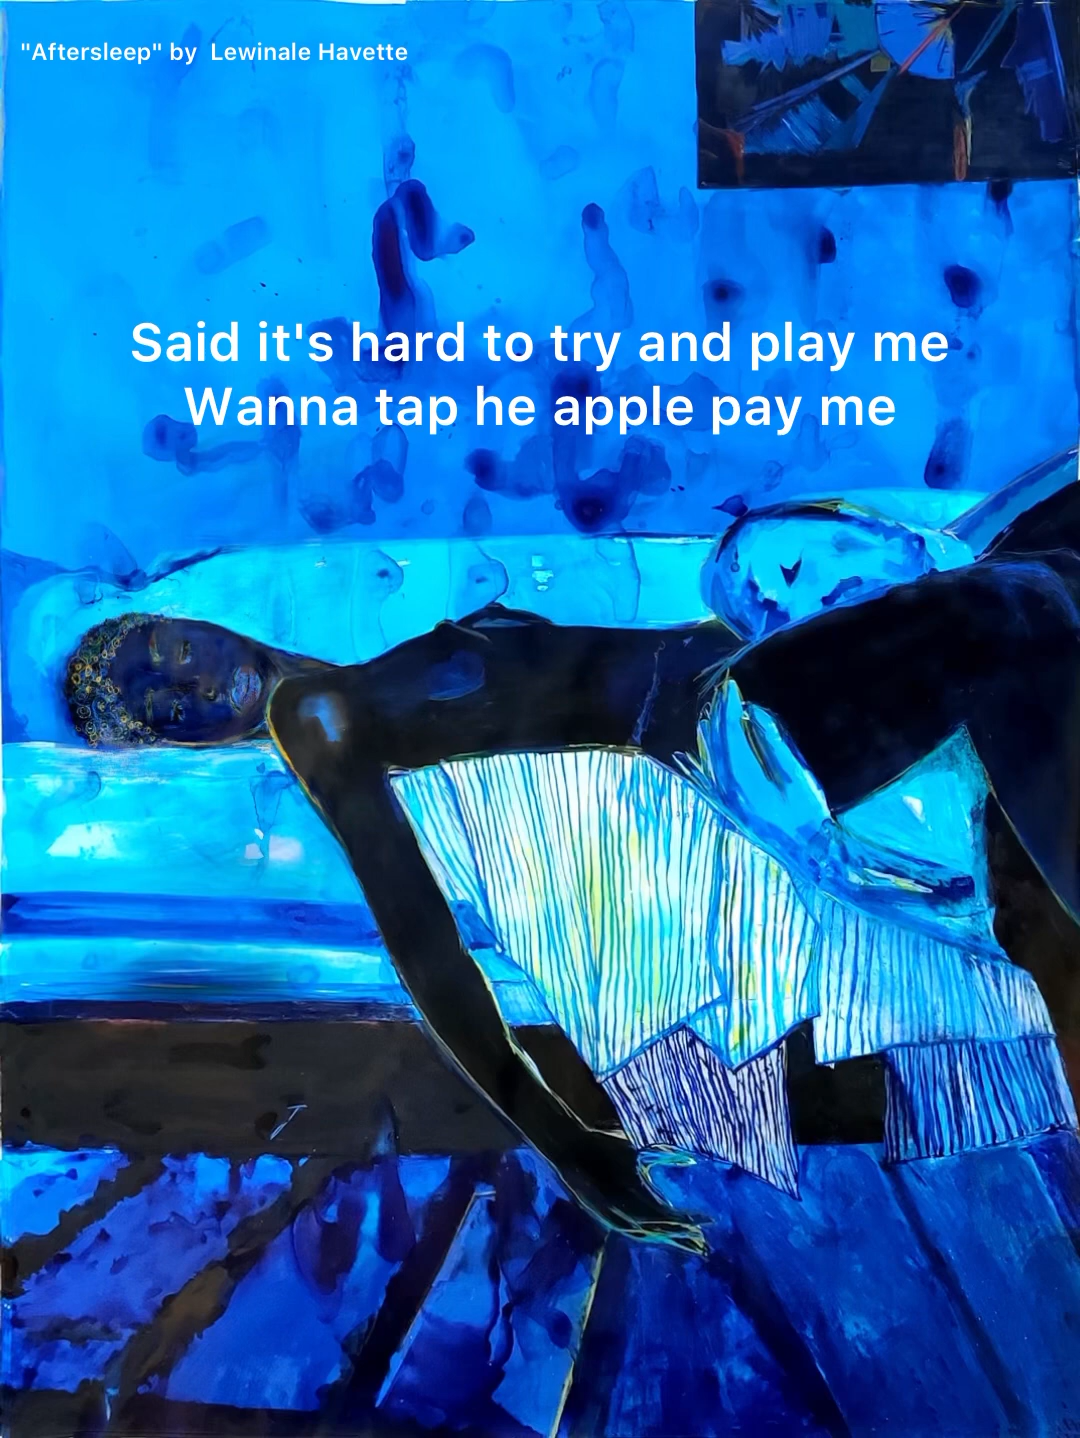 "Aftersleep" by  Lewinale Havette
Said it's hard to try and play me
Wanna tap he apple pay me